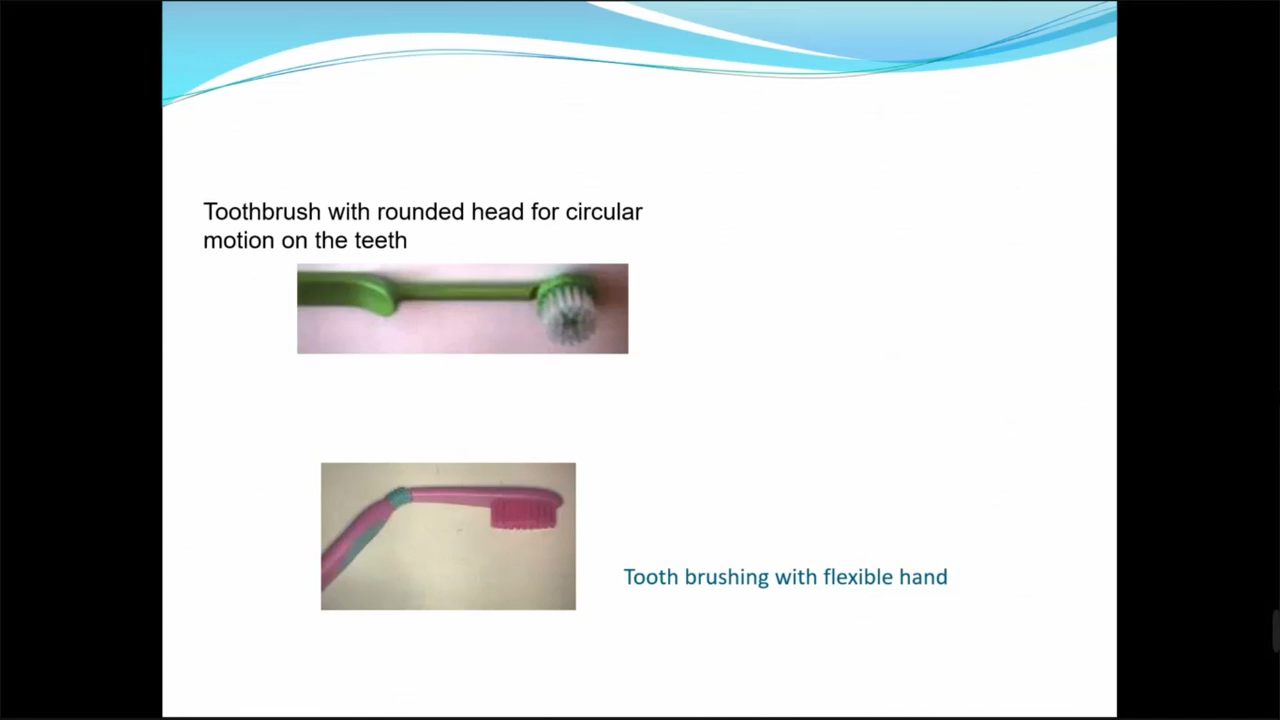 Toothbrush with rounded head for circular
motion on the teeth
Tooth brushing with flexible hand